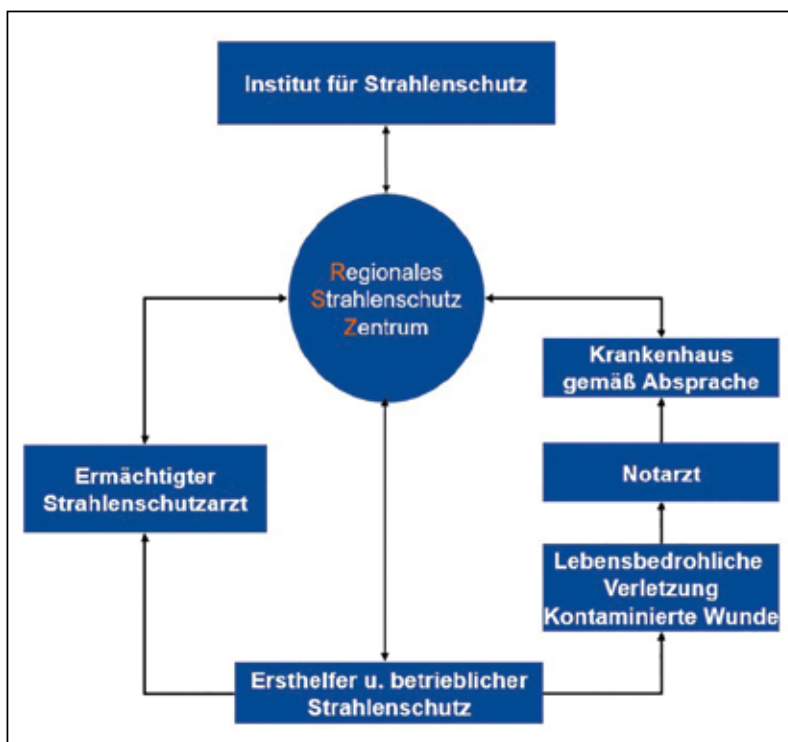 Institut für Strahlenschutz
Regionales
Strahlenschutz
Zentrum
Krankenhaus
gemäß Absprache
Ermächtigter
Strahlenschutzarzt
Notarzt
Lebensbedrohliche
Verletzung
Kontaminierte Wunde
Ersthelfer u. betrieblicher
Strahlenschutz